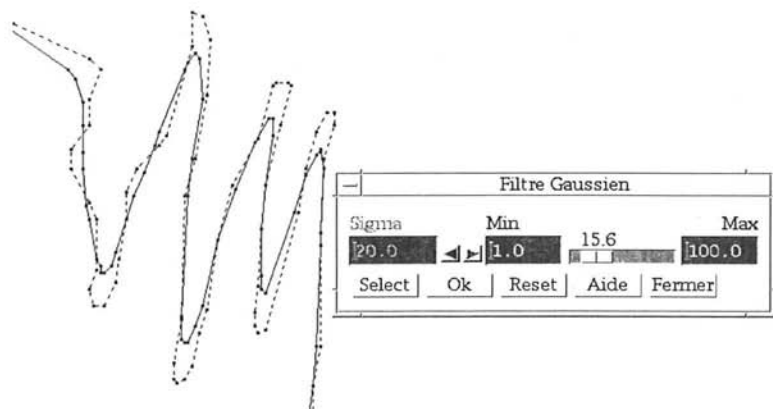 Filtre Gaussien
Sigma Min Max
20.0 1.0 15.6 100.0
Select Ok Reset Aide Fermer